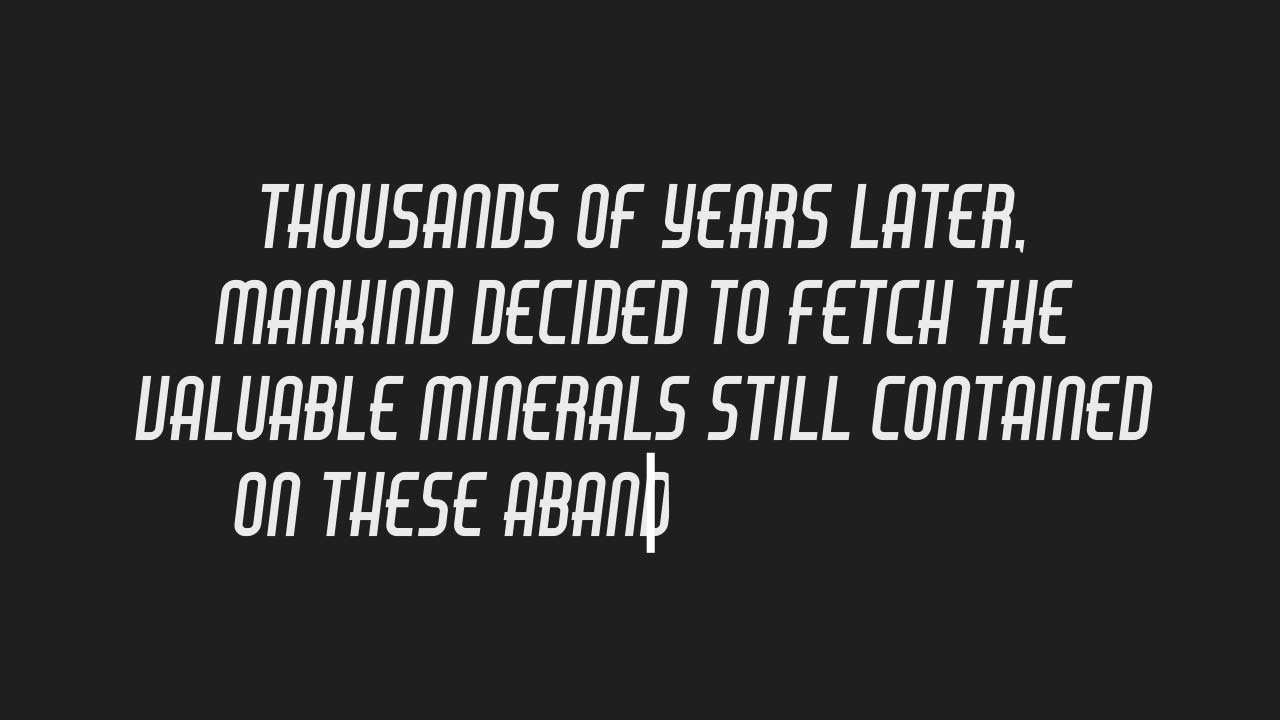 THOUSANDS OF YEARS LATER,
MANKIND DECIDED TO FETCH THE
VALUABLE MINERALS STILL CONTAINED
ON THESE ABAND